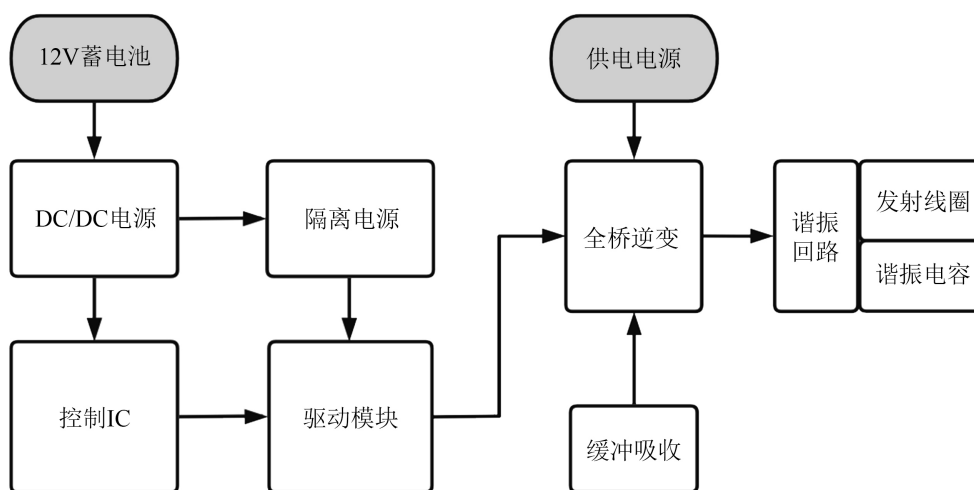 12V蓄电池
供电电源
DC/DC电源
隔离电源
全桥逆变
谐振
回路
发射线圈
谐振电容
控制IC
驱动模块
缓冲吸收